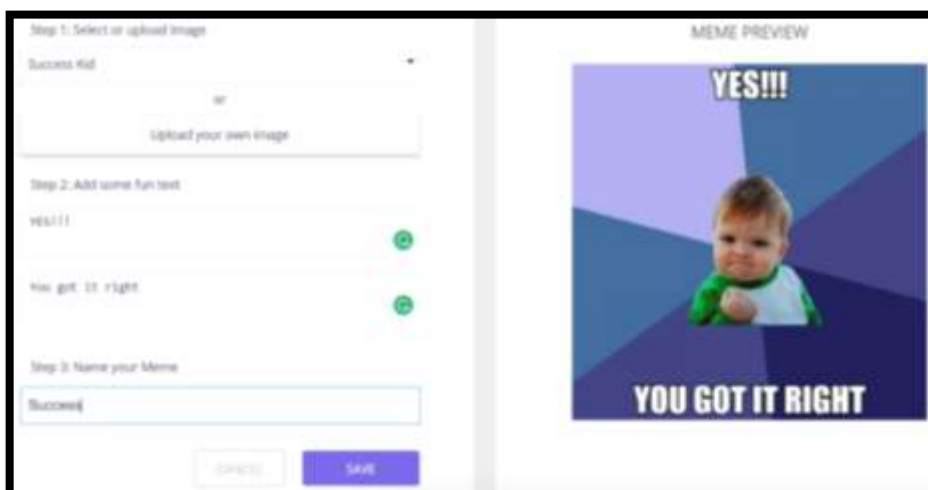 Step 1: Select or upload image
Success Kid
or
Upload your own image
Step 2: Add some fun text
YES!!!
You got it right
Step 3: Name your Meme
Success
CANCEL
SAVE
MEME PREVIEW
YES!!!
YOU GOT IT RIGHT